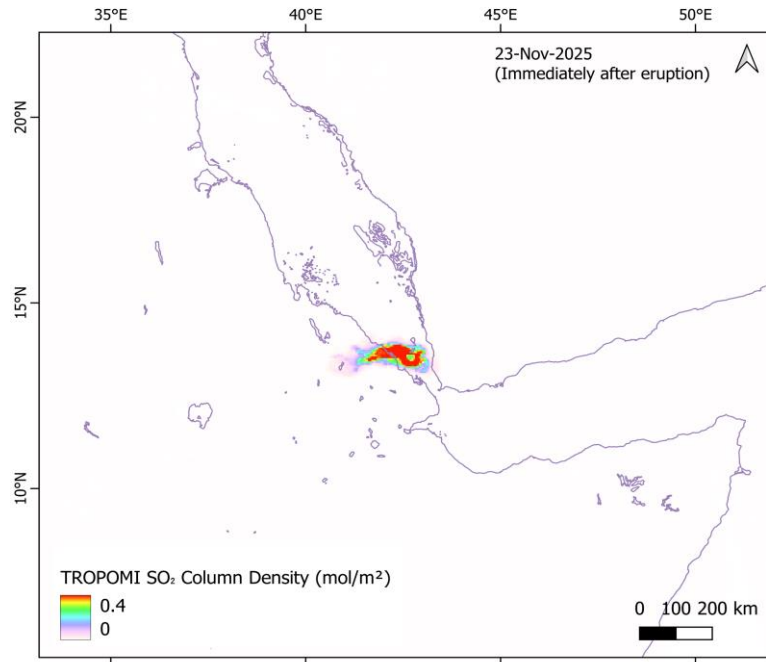 35°E 40°E 45°E 50°E
23-Nov-2025
(Immediately after eruption)
20°N
15°N
10°N
TROPOMI SO₂ Column Density (mol/m²)
0.4
0
0 100 200 km